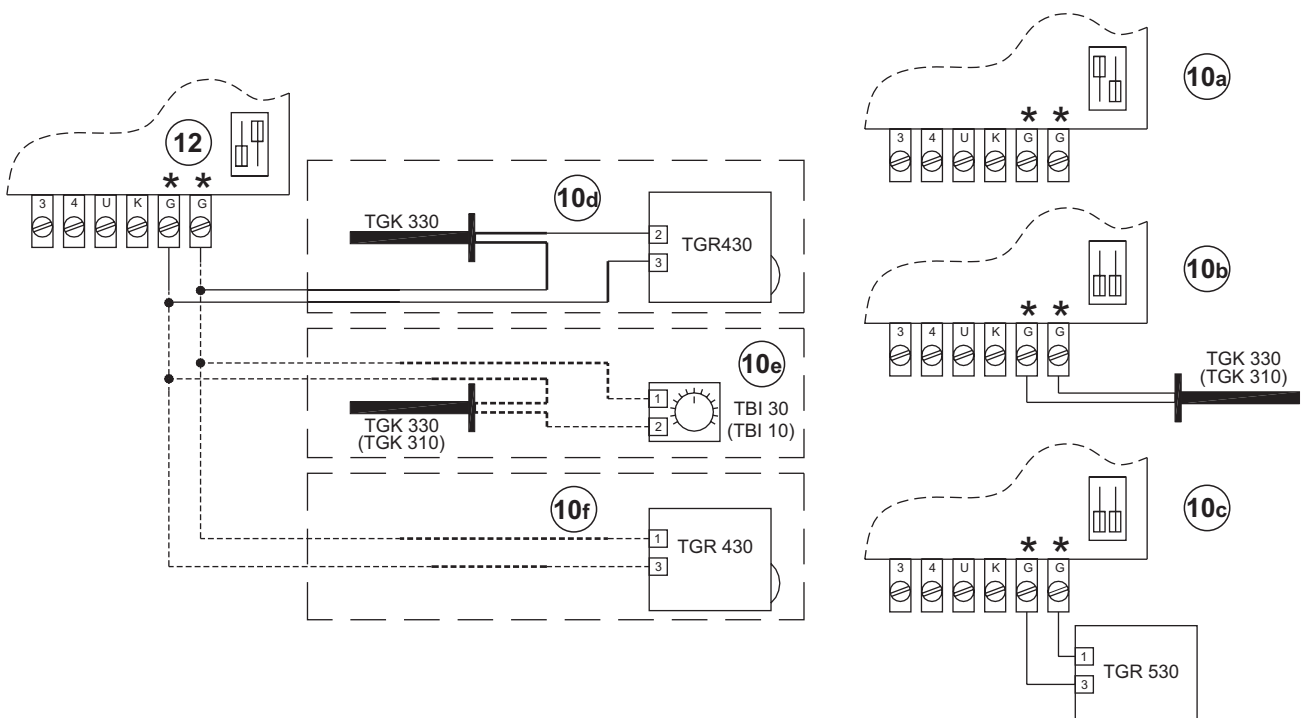 12
* *
3 4 U K G G
10d
TGK 330
2
3
TGR430
10e
TGK 330
(TGK 310)
1
2
TBI 30
(TBI 10)
10f
1
3
TGR 430
10a
* *
3 4 U K G G
10b
* *
3 4 U K G G
TGK 330
(TGK 310)
10c
* *
3 4 U K G G
1
3
TGR 530